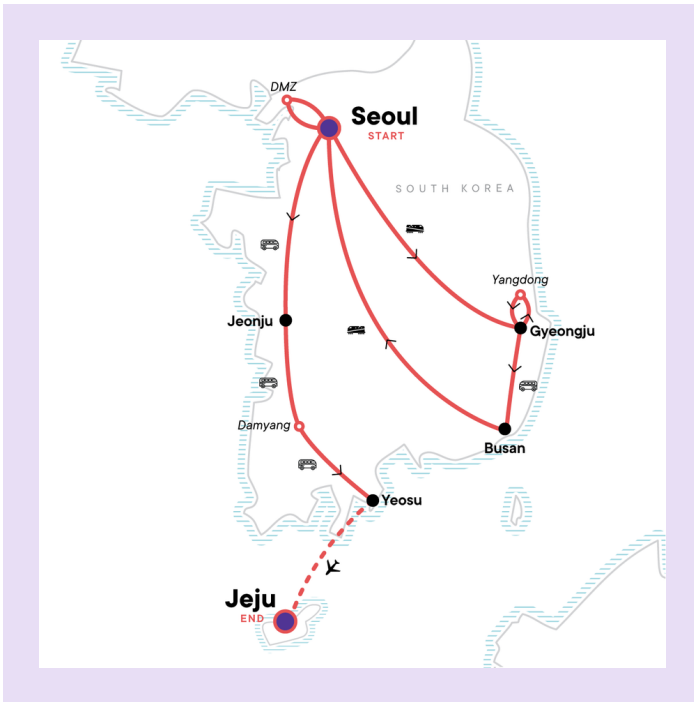 DMZ
Seoul
START
SOUTH KOREA
Yangdong
Jeonju
Gyeongju
Damyang
Busan
Yeosu
Jeju
END